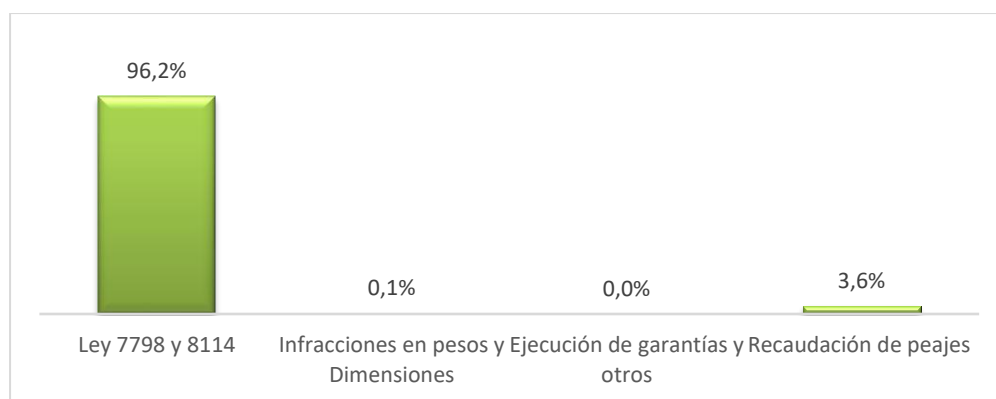 96,2%
0,1%
0,0%
3,6%
Ley 7798 y 8114
Infracciones en pesos y
Dimensiones
Ejecución de garantías y
otros
Recaudación de peajes